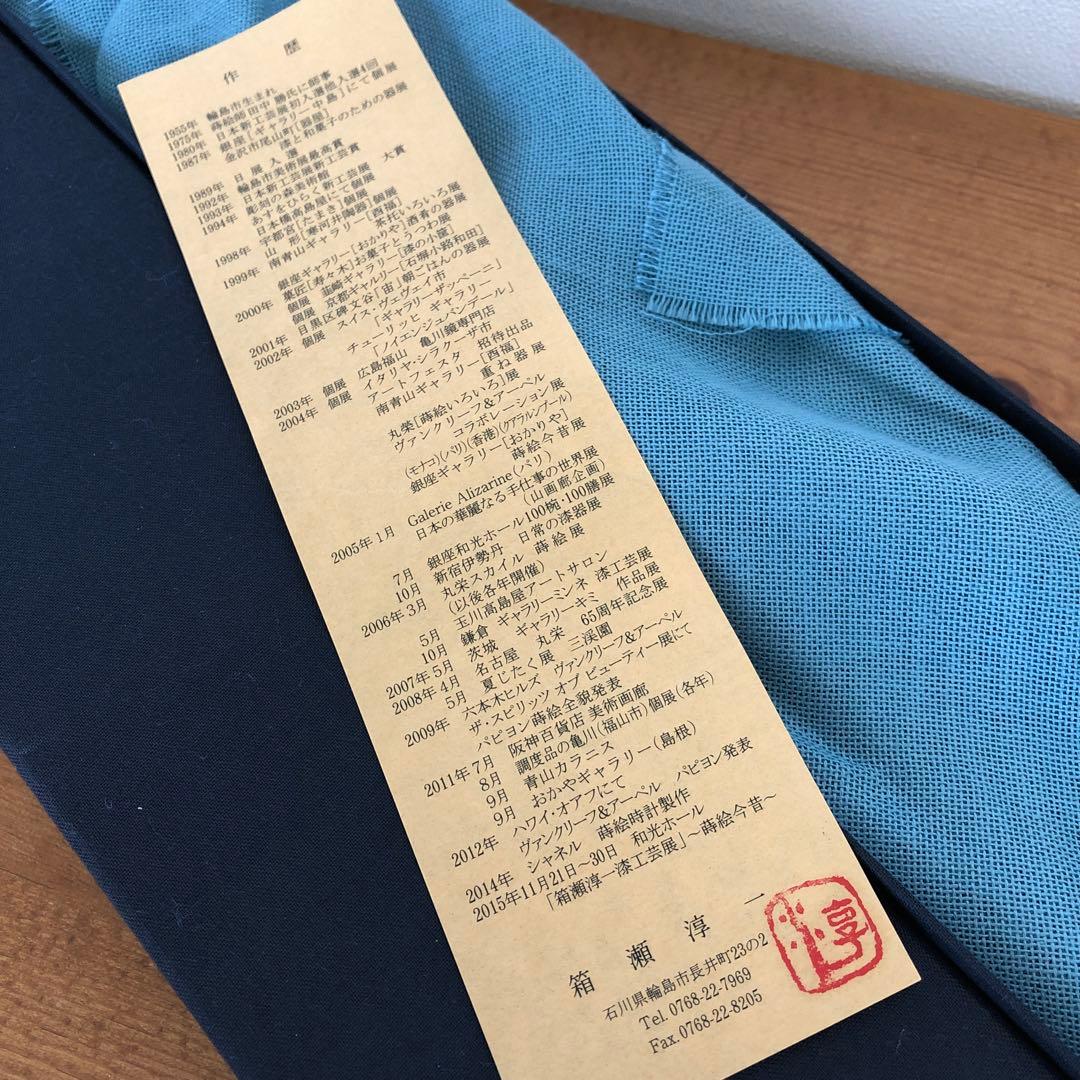 作歴
1955年 輪島市生まれ
1975年 蒔絵師 田中 勝氏に師事
1980年 日本新工芸展初入選他入選4回
1987年 銀座「ギャラリー中島」にて個展
金沢市尾山町[器屋]
漆と和菓子のための器展
1989年 日展入選
1992年 輪島市美術展最高賞
1993年 日本新工芸展新工芸賞
1994年 彫刻の森美術館
あすをひらく新工芸展 大賞
日本橋高島屋にて個展
1998年 宇都宮[たまき]個展
山形[寒河井陶器]個展
1999年 南青山ギャラリー[西福]
茶托いろいろ展
銀座ギャラリー[おかりや]酒肴の器展
2000年 菓匠[寿々木]お菓子とうつわ展
個展 韮崎ギャラリー[漆の小籠]
個展 京都ギャルリー[石塀小路和田]
2001年 目黒区碑文谷「宙」朝ごはんの器展
2002年 個展 スイス・ヴェヴェイ市
「ギャラリーザッペーニ」
チューリッヒ ギャラリー
「ノイエンジュパンデール」
2003年 個展 広島福山 亀川鏡専門店
2004年 個展 イタリヤ・シラクーザ市
アートフェスタ 招待出品
南青山ギャラリー[西福]
重ね器展
丸榮[蒔絵いろいろ]展
ヴァンクリーフ&アーペル
コラボレーション展
(モナコ)(パリ)(香港)(クアラルンプール)
銀座ギャラリー[おかりや]
蒔絵今昔展
2005年1月 Galerie Alizarine(パリ)
日本の華麗なる手仕事の世界展
(山画廊企画)
7月 銀座和光ホール100椀・100膳展
10月 新宿伊勢丹 日常の漆器展
2006年3月 丸栄スカイル 蒔絵展
(以後各年開催)
5月 玉川高島屋アートサロン
10月 鎌倉 ギャラリーミンネ 漆工芸展
2007年5月 茨城 ギャラリーキミ 作品展
2008年4月 名古屋 丸栄 65周年記念展
5月 夏じたく展 三渓園
2009年 六本木ヒルズ ヴァンクリーフ&アーペル
ザ・スピリッツ オブ ビューティー展にて
パピヨン蒔絵全貌発表
2011年7月 阪神百貨店 美術画廊
8月 調度品の亀川(福山市)個展(各年)
9月 青山カラニス
9月 おかやギャラリー(島根)
2012年 ハワイ・オアフにて
ヴァンクリーフ&アーペル パピヨン発表
2014年 シャネル 蒔絵時計製作
2015年11月21日～30日 和光ホール
「箱瀬淳一漆工芸展」～蒔絵今昔～
箱瀬淳一
石川県輪島市長井町23の2
Tel. 0768-22-7969
Fax. 0768-22-8205
淳